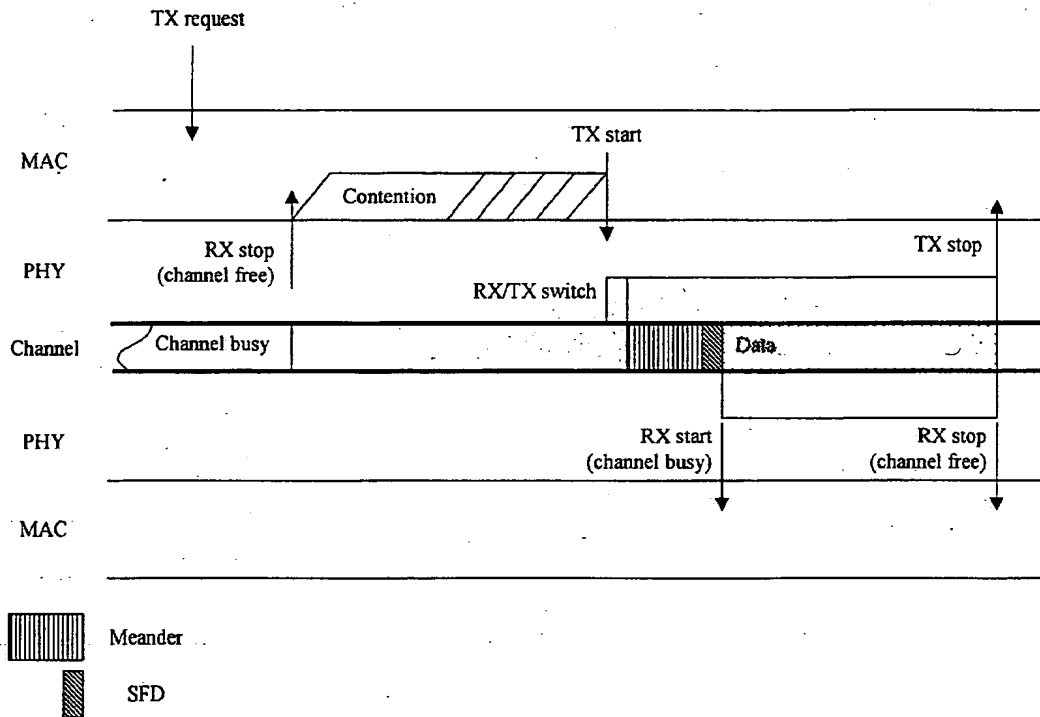 TX request
MAC
TX start
Contention
RX stop
(channel free)
TX stop
PHY
RX/TX switch
Channel
Channel busy
Data
PHY
RX start
(channel busy)
RX stop
(channel free)
MAC
Meander
SFD